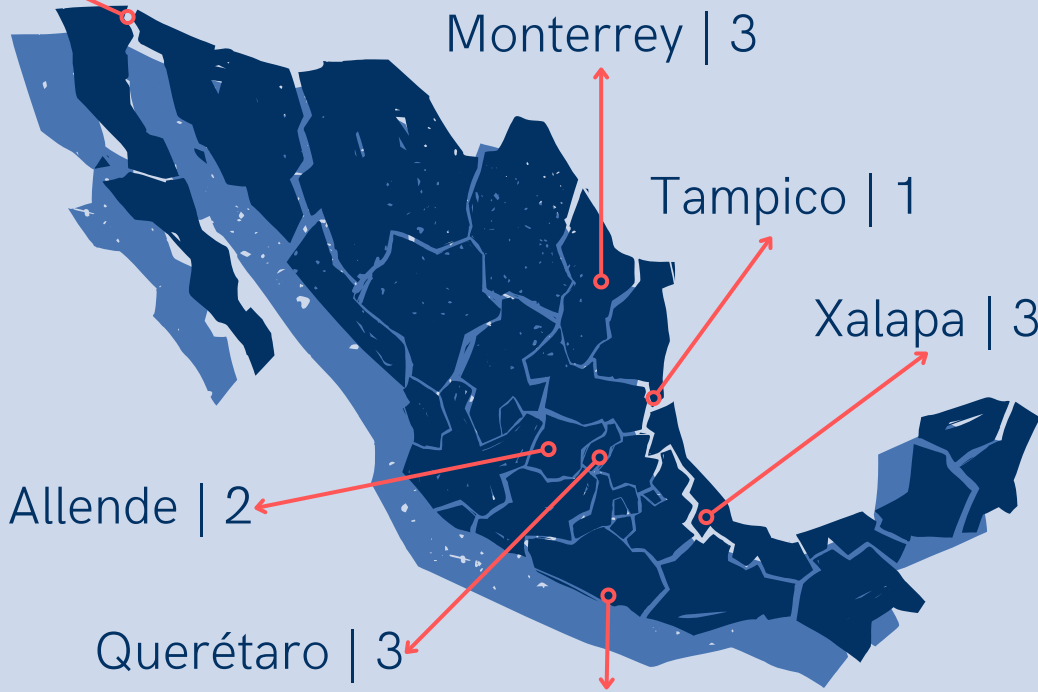 Monterrey | 3
Tampico | 1
Xalapa | 3
Allende | 2
Querétaro | 3